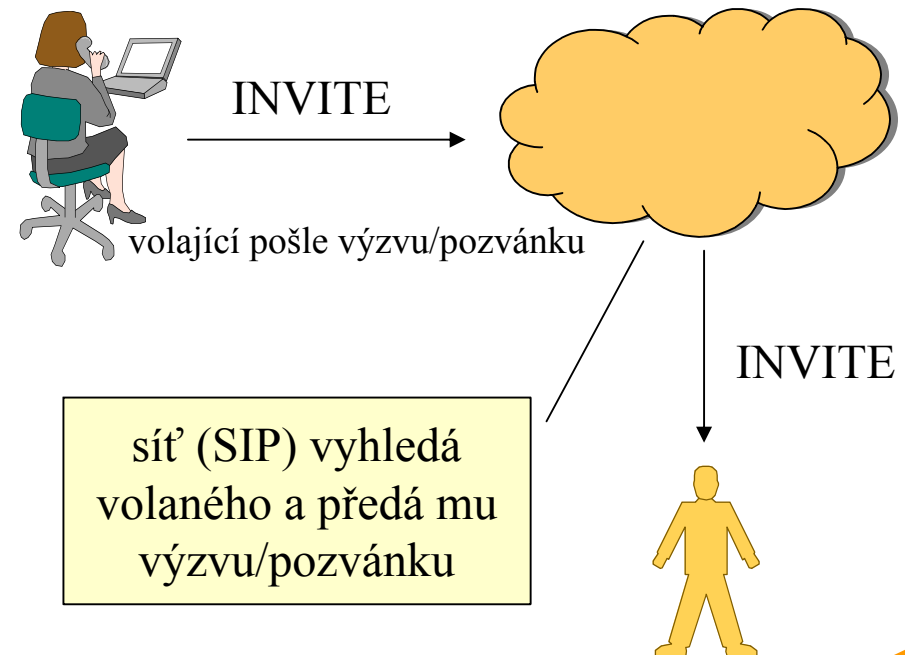 INVITE
volající pošle výzvu/pozvánku
INVITE
síť (SIP) vyhledá
volaného a předá mu
výzvu/pozvánku